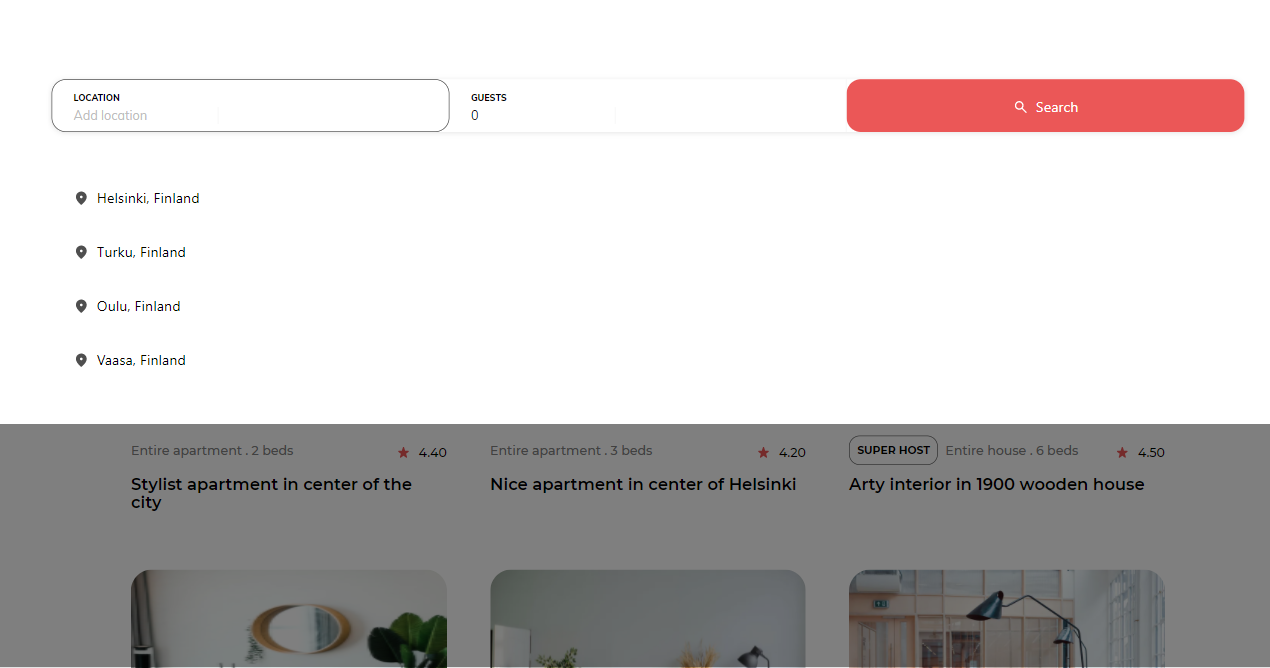 LOCATION
Add location
GUESTS
0
Search
Helsinki, Finland
Turku, Finland
Oulu, Finland
Vaasa, Finland
Entire apartment . 2 beds
4.40
Stylist apartment in center of the
city
Entire apartment . 3 beds
4.20
Nice apartment in center of Helsinki
SUPER HOST
Entire house . 6 beds
4.50
Arty interior in 1900 wooden house